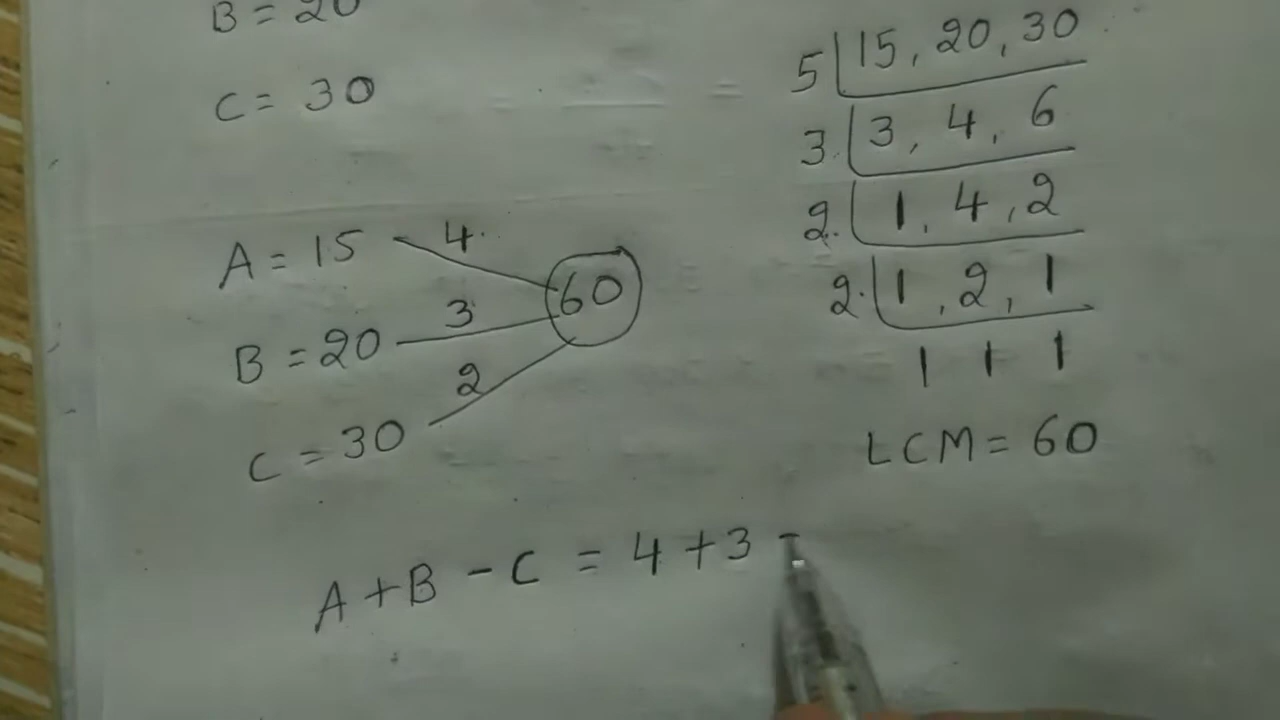 B = 20
C = 30
A = 15 4.
B = 20 3 60
2
C = 30
5 15, 20, 30
3. 3, 4, 6
2. 1, 4, 2
2. 1, 2, 1
1 1 1
LCM = 60
A + B - C = 4 + 3 -